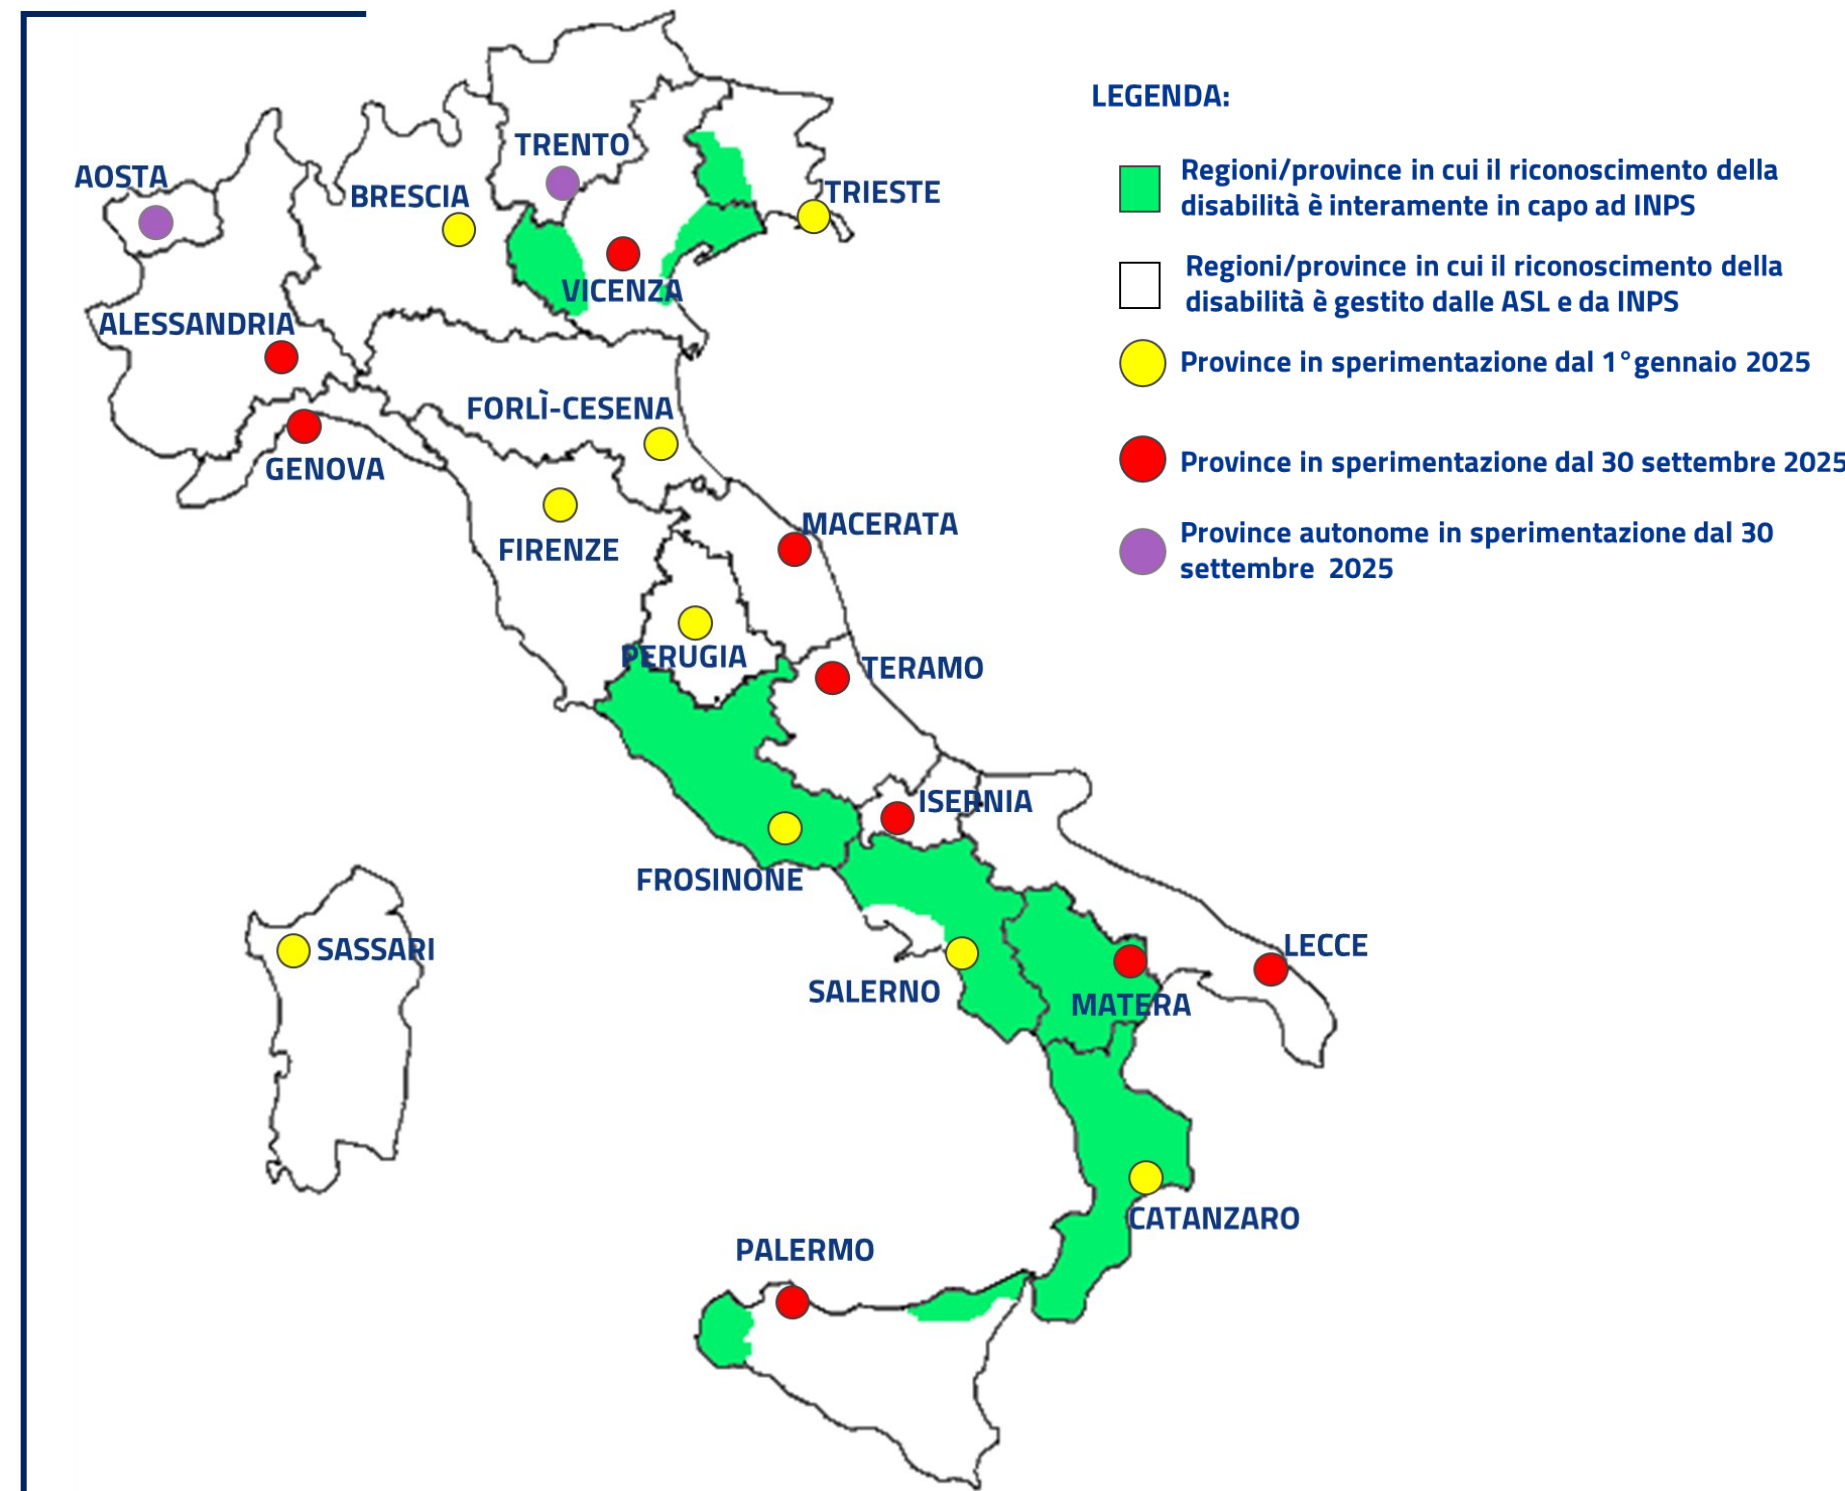 LEGENDA:
Regioni/province in cui il riconoscimento della
disabilità è interamente in capo ad INPS
Regioni/province in cui il riconoscimento della
disabilità è gestito dalle ASL e da INPS
Province in sperimentazione dal 1°gennaio 2025
Province in sperimentazione dal 30 settembre 2025
Province autonome in sperimentazione dal 30
settembre 2025
TRENTO
AOSTA
BRESCIA
TRIESTE
VICENZA
ALESSANDRIA
FORLÌ-CESENA
GENOVA
FIRENZE
MACERATA
PERUGIA
TERAMO
ISERNIA
FROSINONE
SASSARI
LECCE
SALERNO
MATERA
CATANZARO
PALERMO